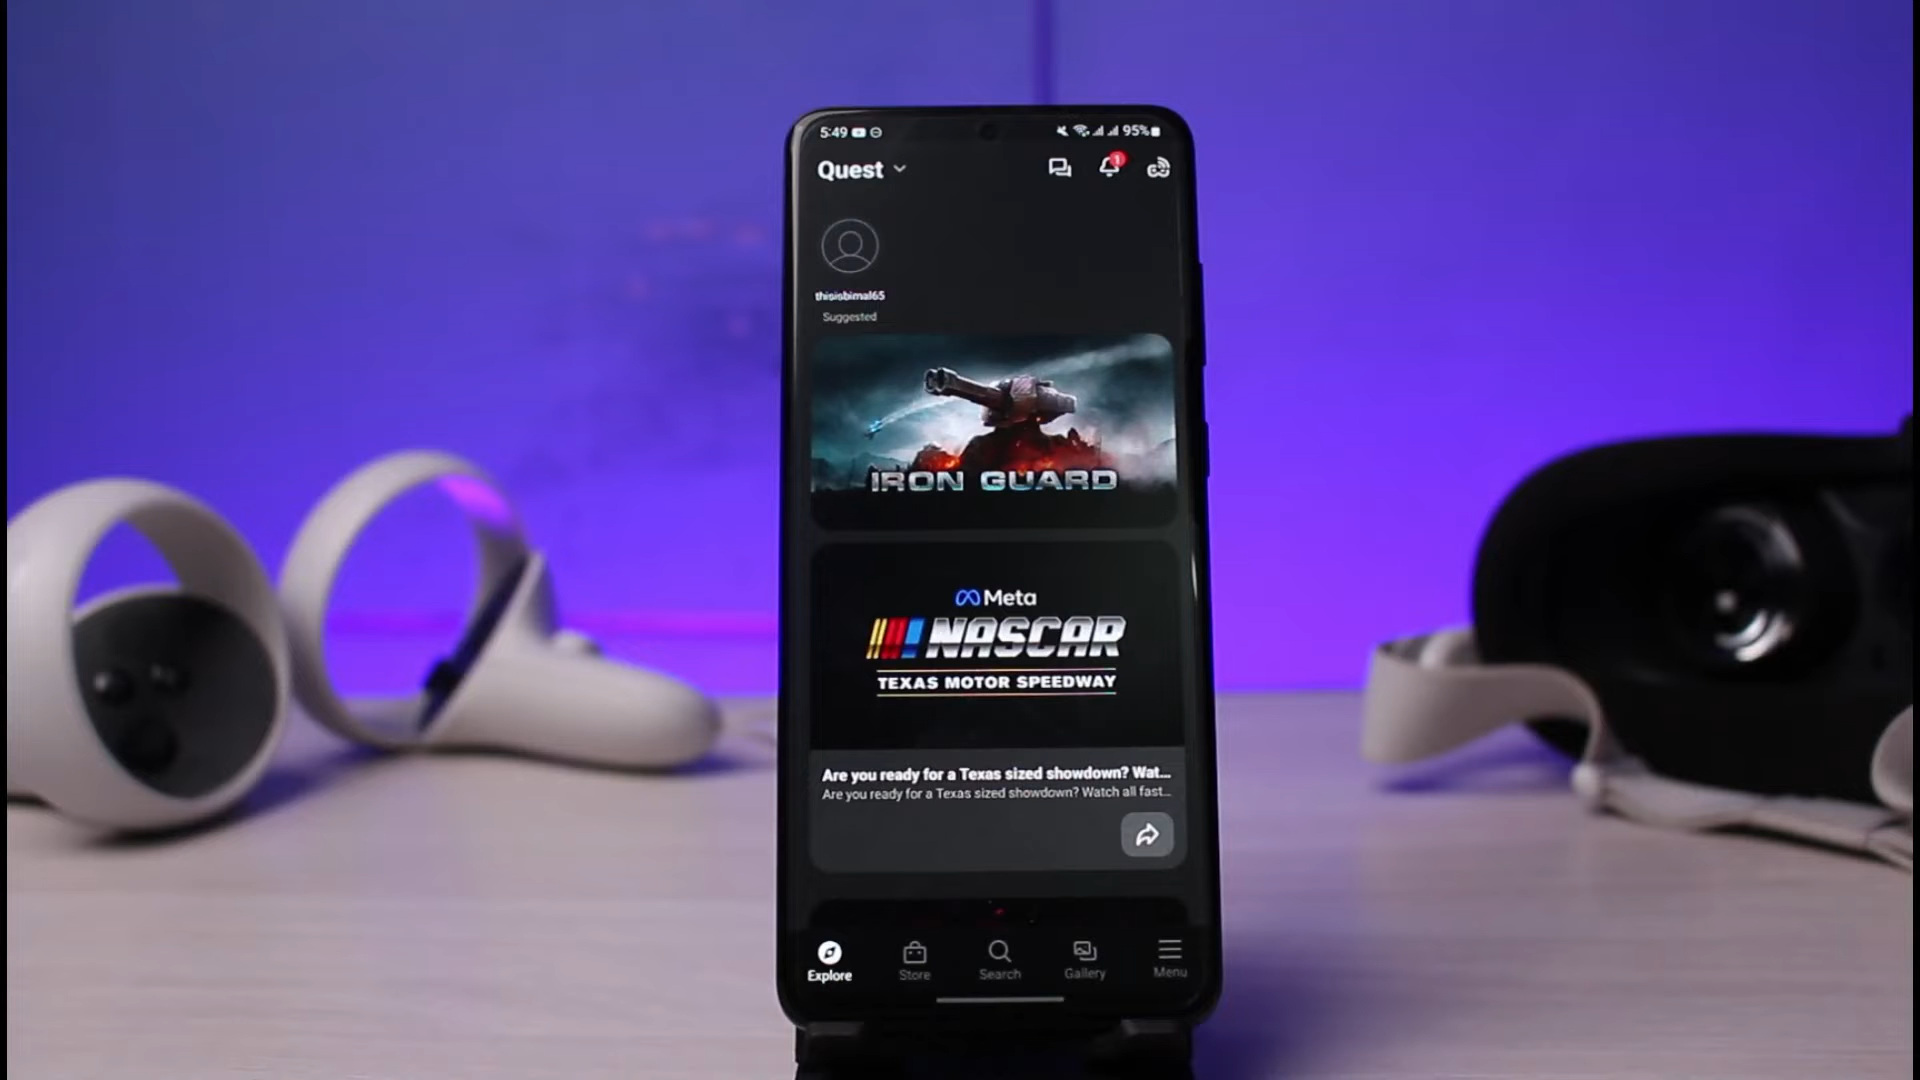 5:49
95%
Quest
1
thisisbimal65
Suggested
IRON GUARD
Meta
NASCAR
TEXAS MOTOR SPEEDWAY
Are you ready for a Texas sized showdown? Wat...
Are you ready for a Texas sized showdown? Watch all fast...
Explore
Store
Search
Gallery
Menu